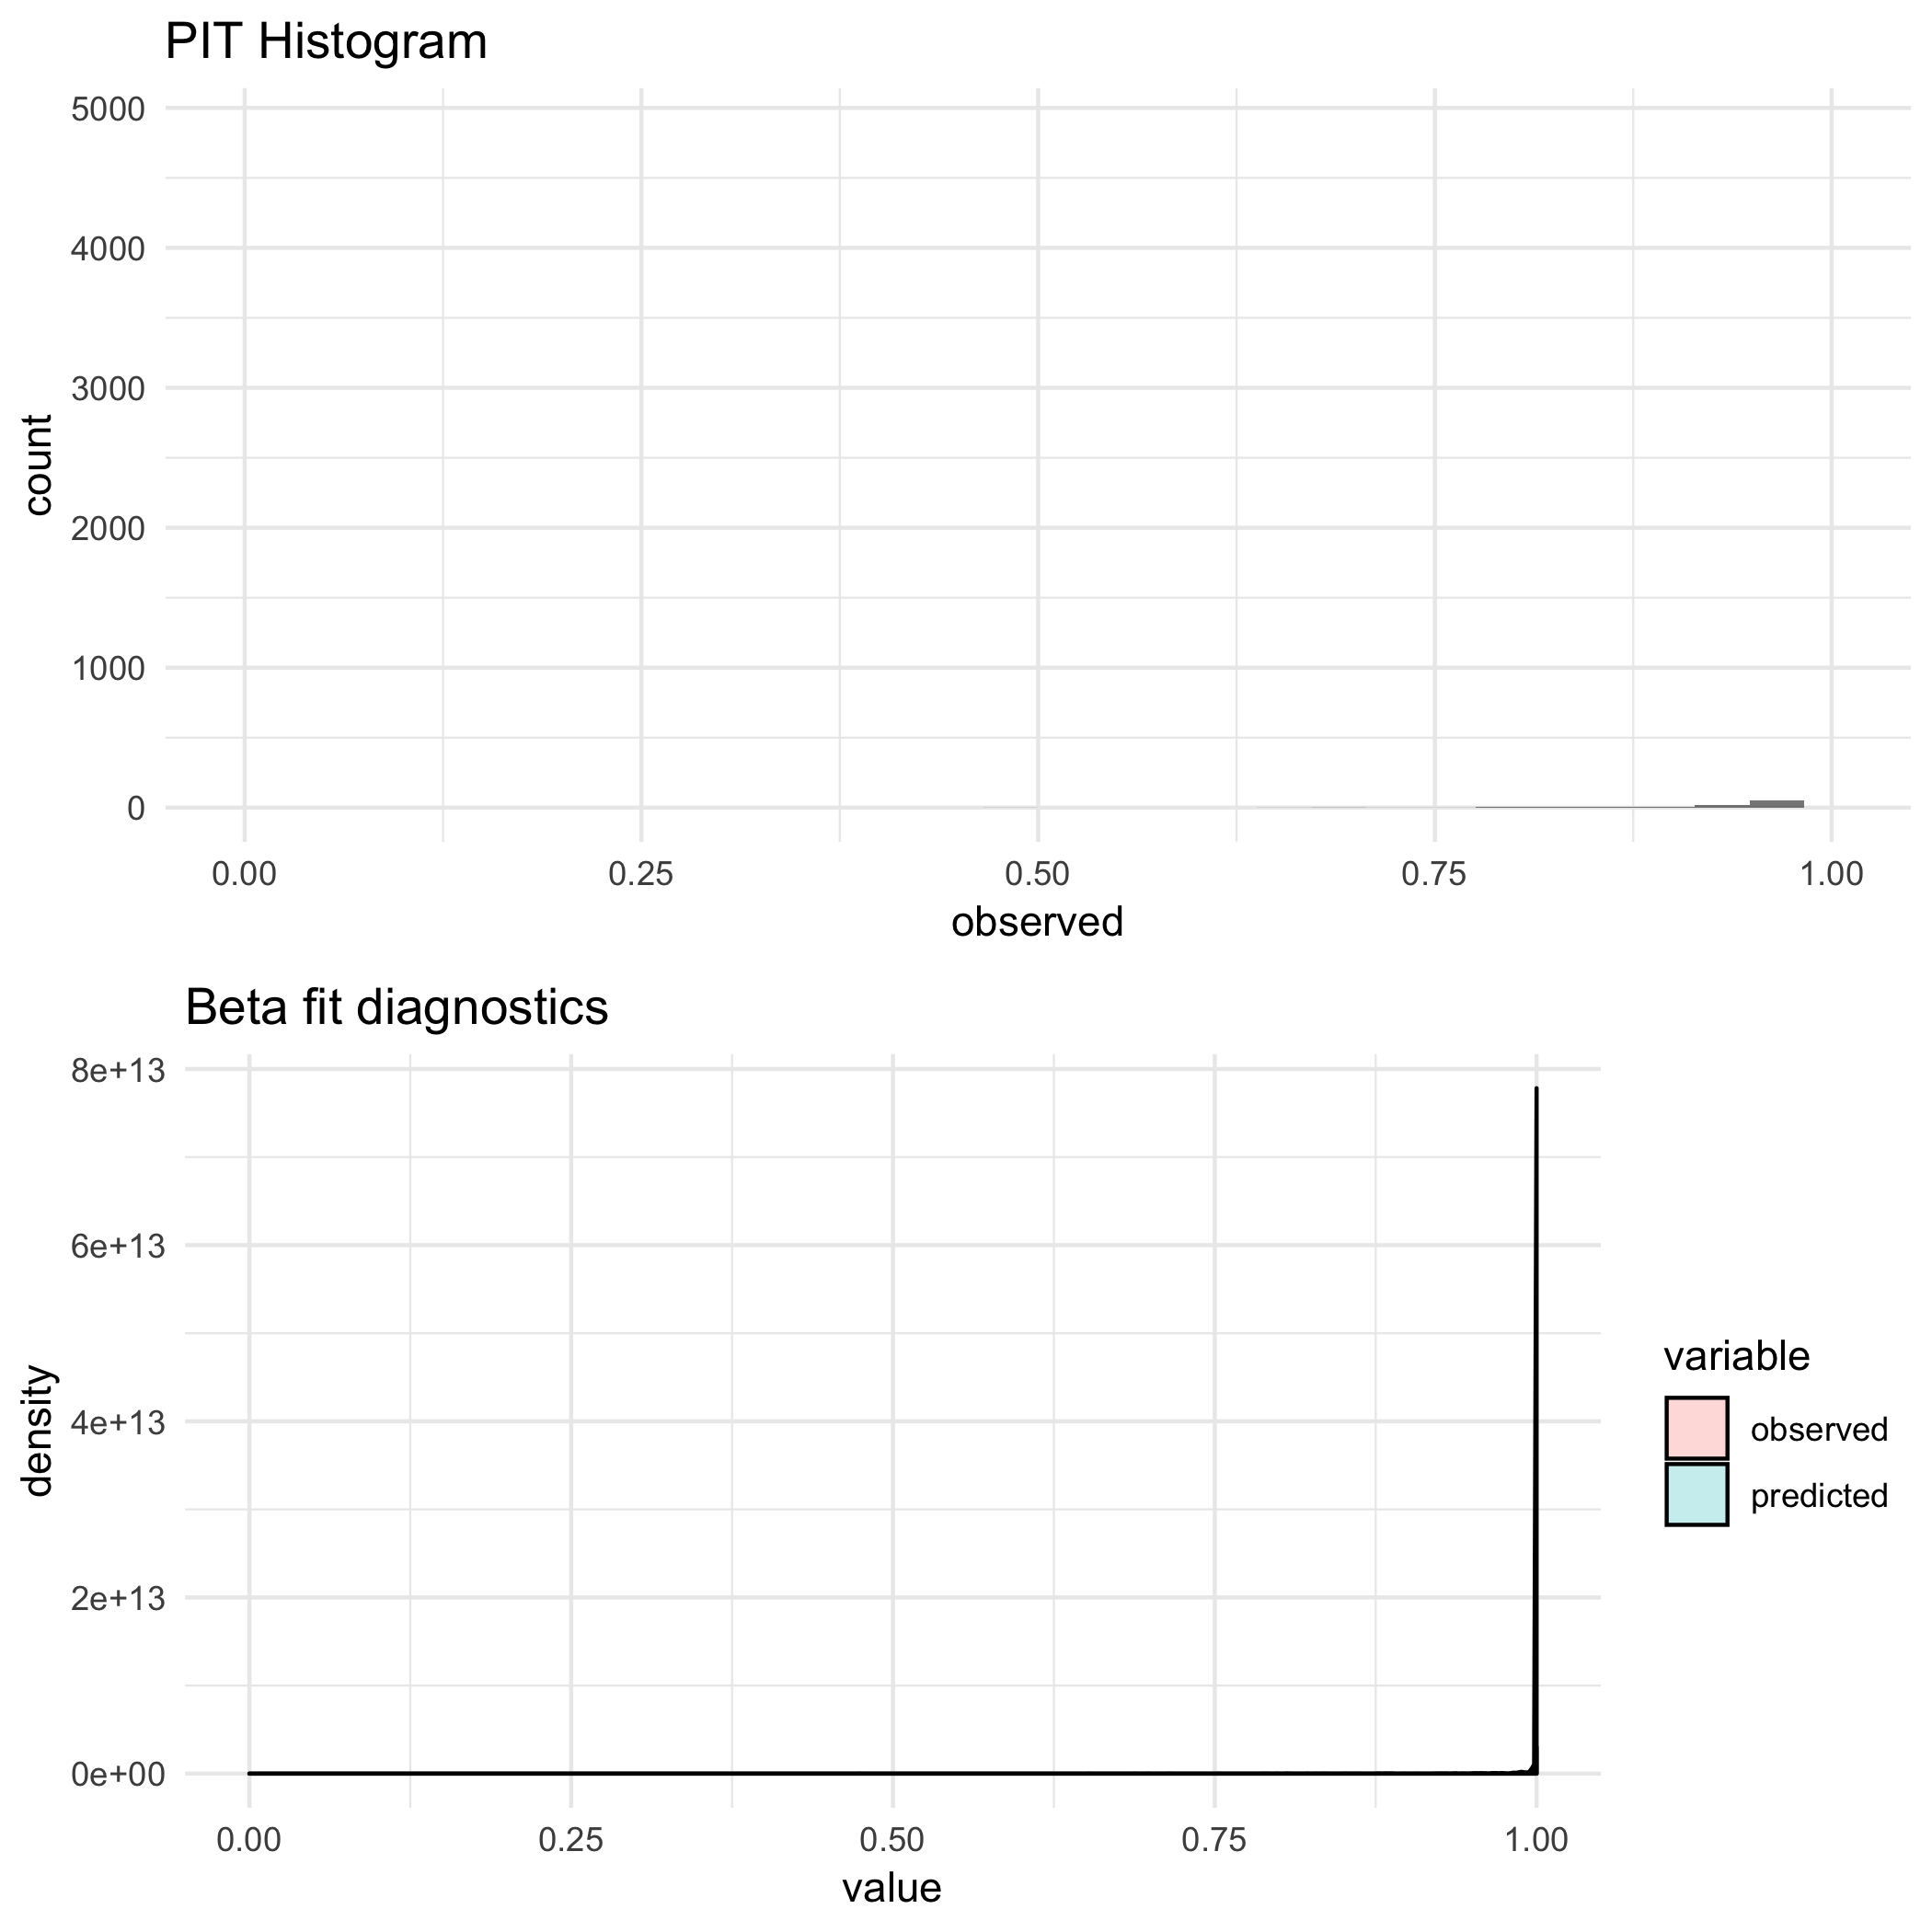 PIT Histogram
5000
4000
3000
2000
1000
0
count
0.00 0.25 0.50 0.75 1.00
observed
Beta fit diagnostics
8e+13
6e+13
4e+13
2e+13
0e+00
density
0.00 0.25 0.50 0.75 1.00
value
variable
observed
predicted